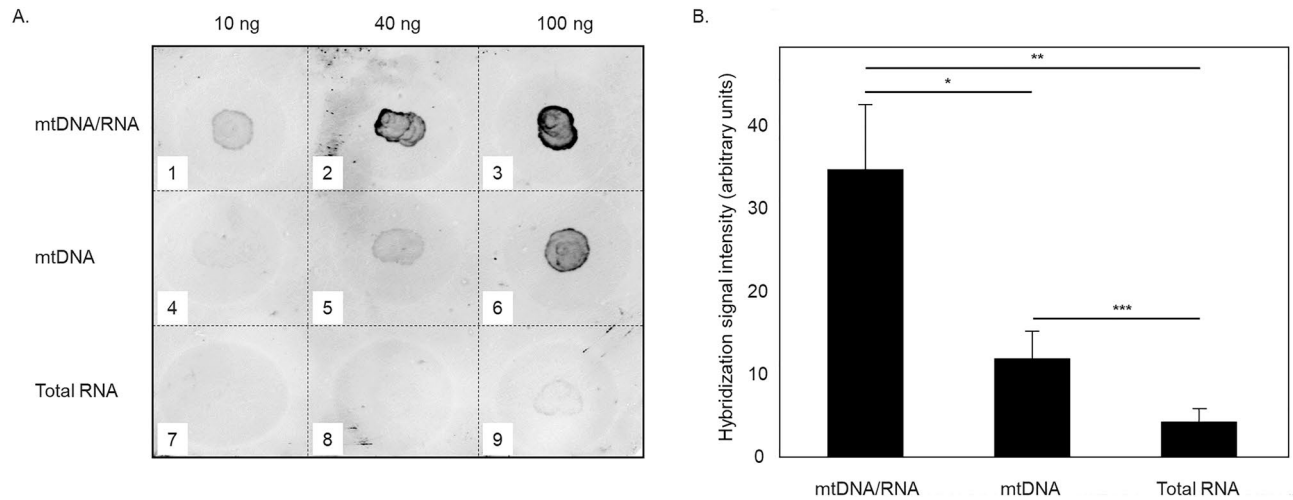 A.
10 ng 40 ng 100 ng
mtDNA/RNA
1 2 3
mtDNA
4 5 6
Total RNA
7 8 9
B.
Hybridization signal intensity (arbitrary units)
**
*
40
30
20
***
10
0
mtDNA/RNA mtDNA Total RNA